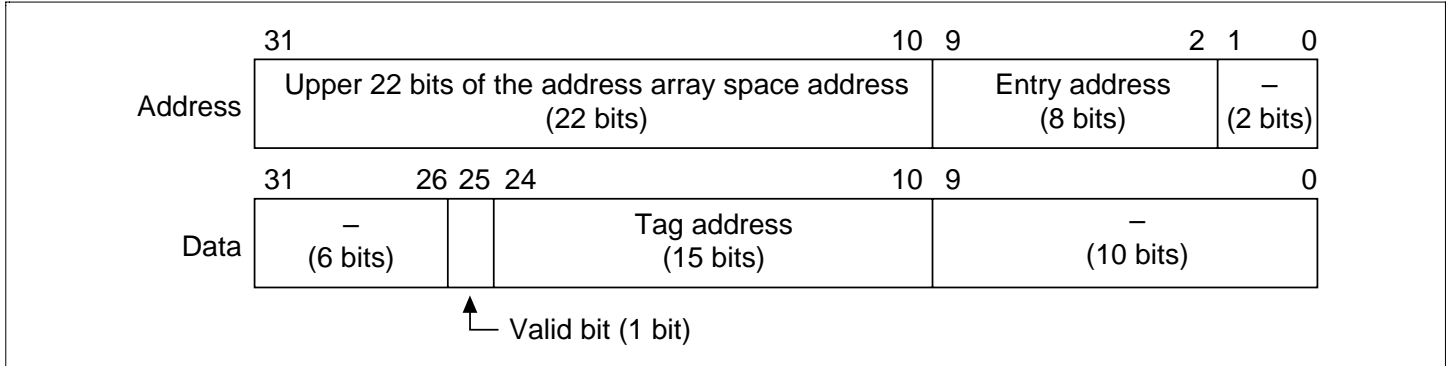 31 10 9 2 1 0
Address Upper 22 bits of the address array space address Entry address –
(22 bits) (8 bits) (2 bits)
31 26 25 24 10 9 0
Data – Tag address –
(6 bits) (15 bits) (10 bits)
Valid bit (1 bit)